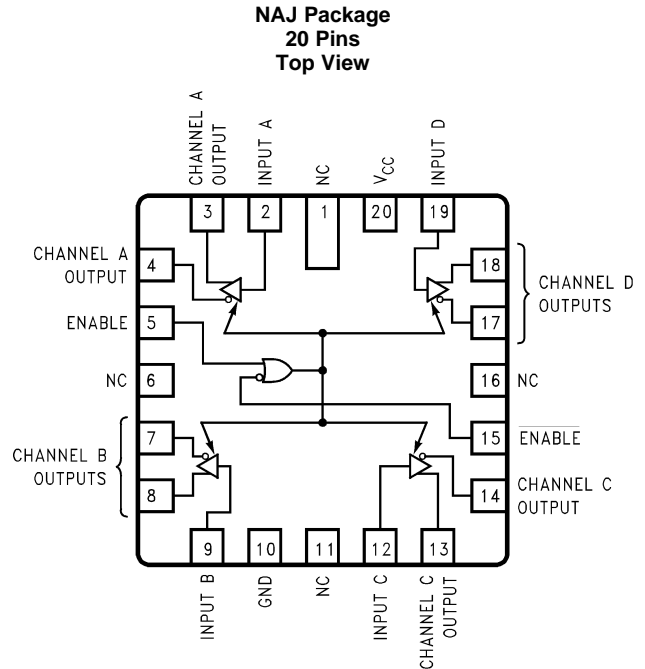 NAJ Package
20 Pins
Top View
CHANNEL A
OUTPUT
INPUT A
NC
VCC
INPUT D
3
2
1
20
19
CHANNEL A
OUTPUT
4
18
CHANNEL D
OUTPUTS
ENABLE
5
17
NC
6
16
NC
CHANNEL B
OUTPUTS
7
15
ENABLE
8
14
CHANNEL C
OUTPUT
9
10
11
12
13
INPUT B
GND
NC
INPUT C
CHANNEL C
OUTPUT